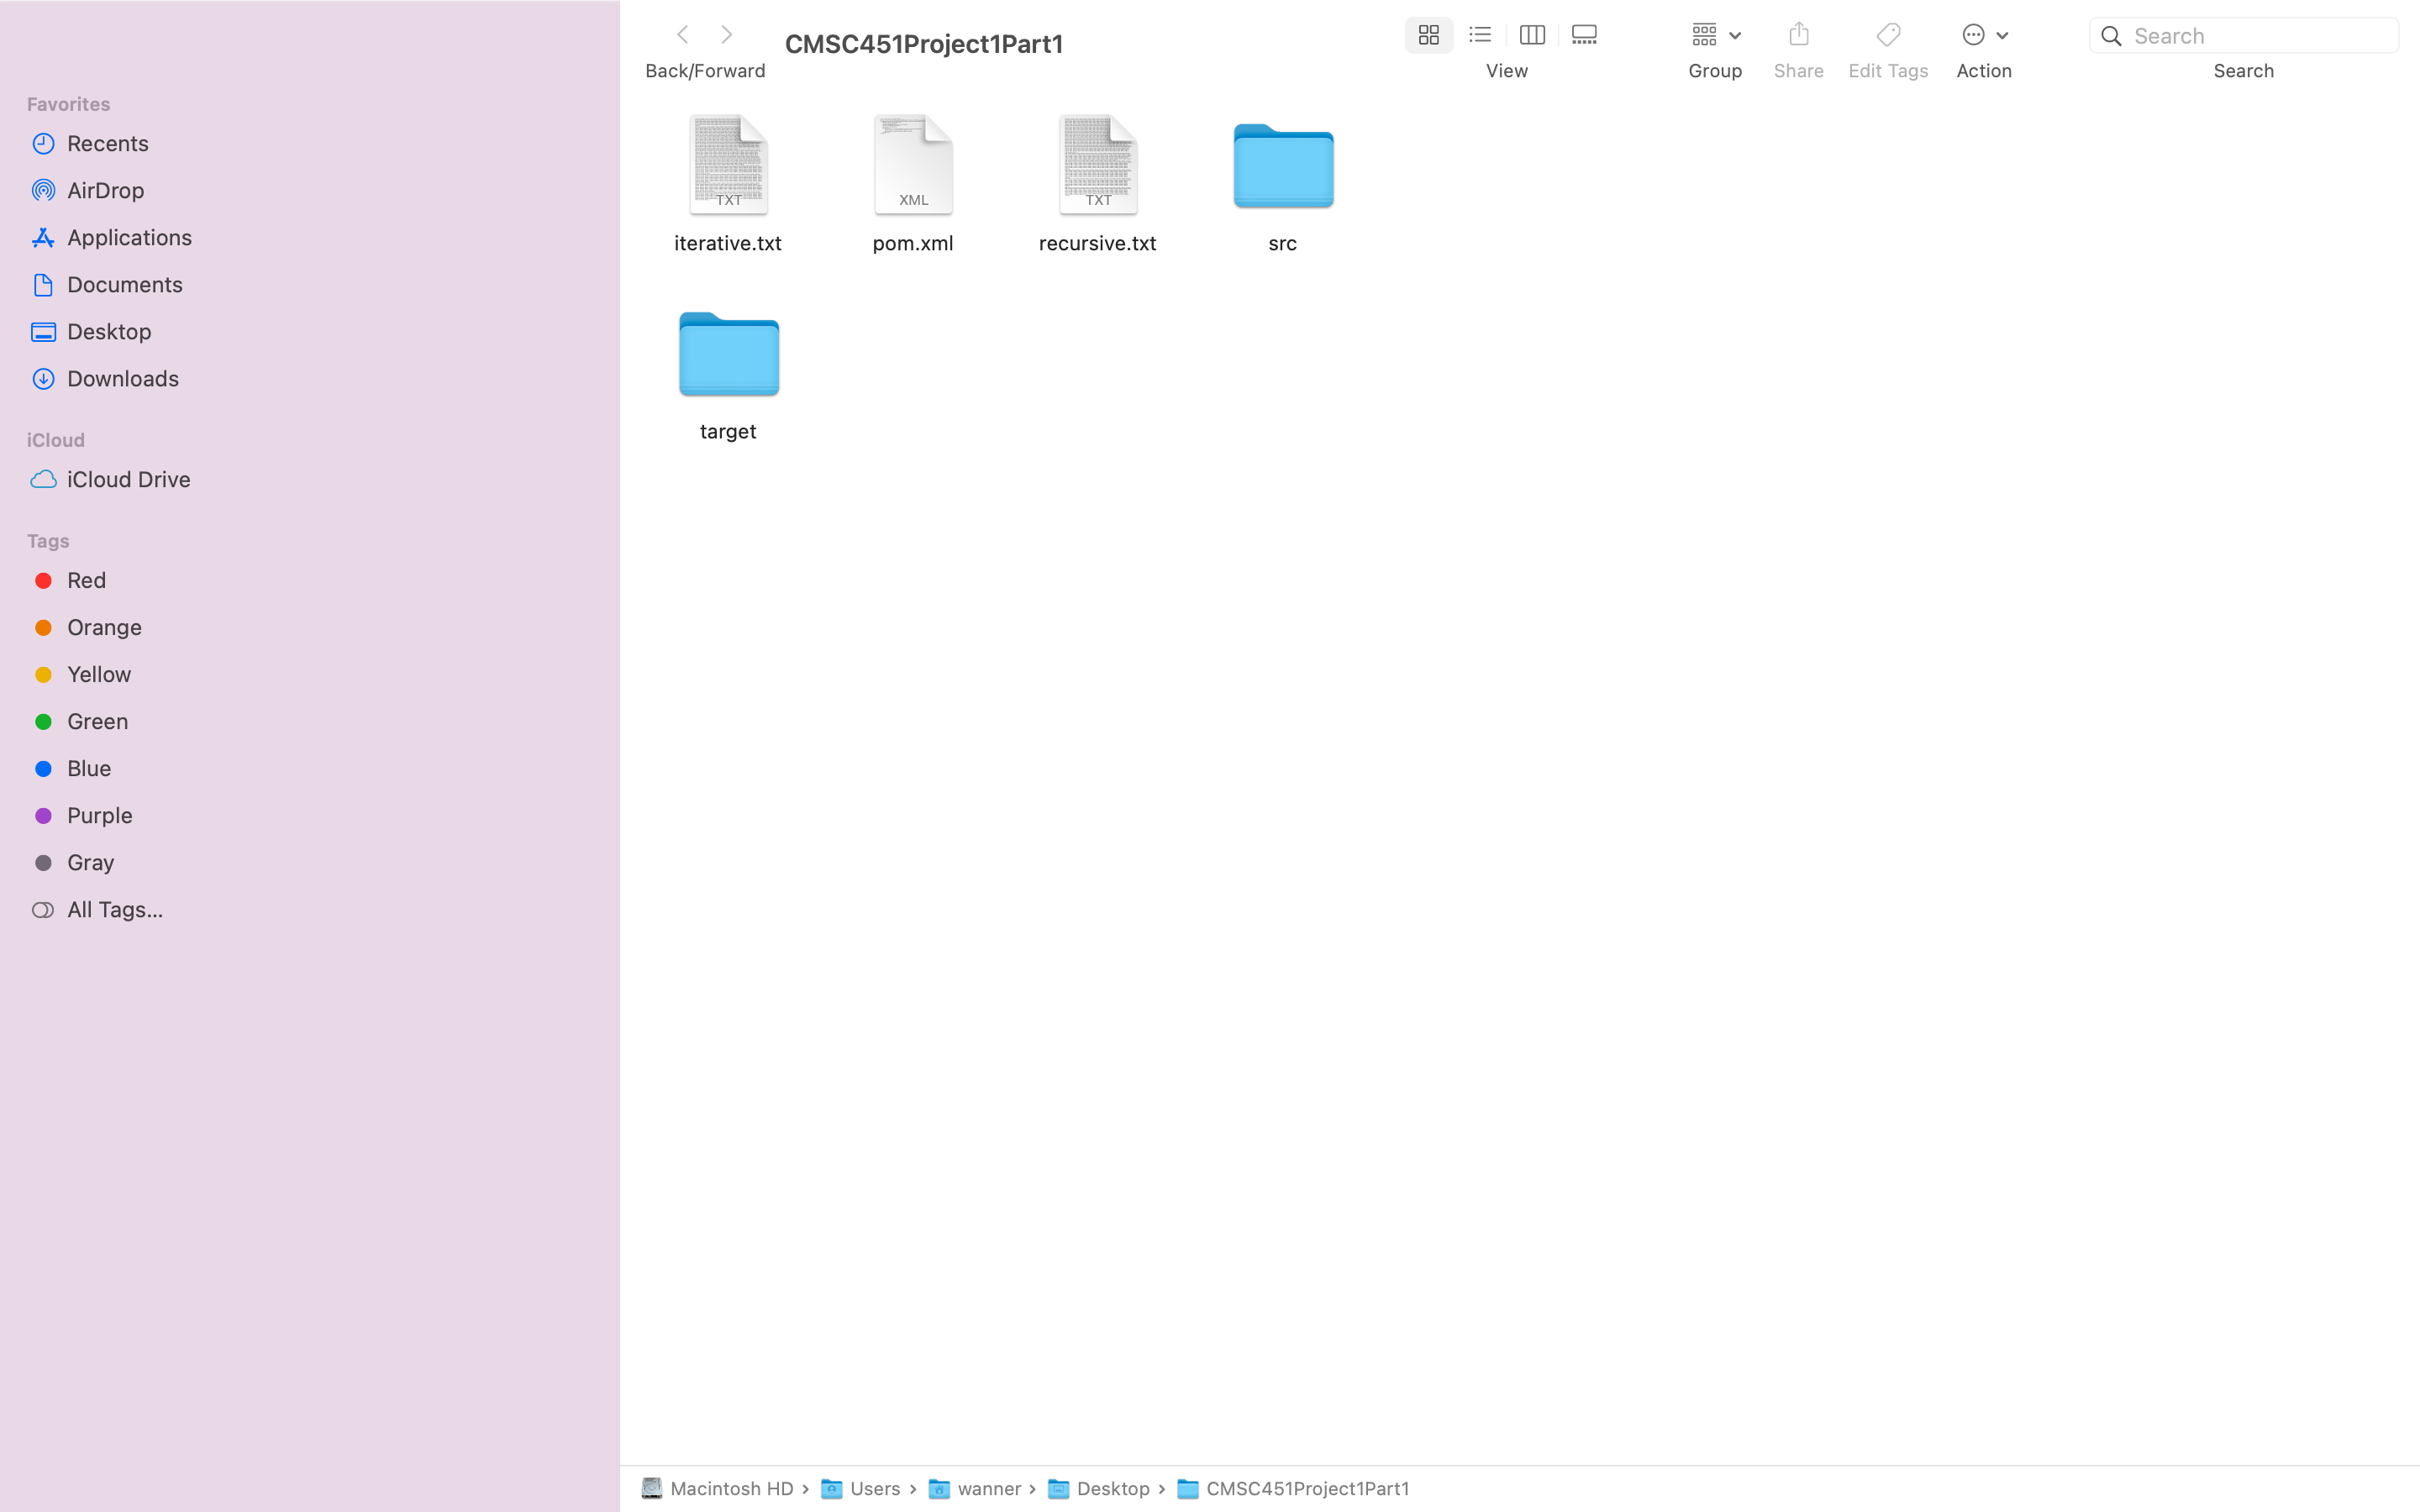 CMSC451Project1Part1
Back/Forward
View
Group
Share
Edit Tags
Action
Search
Search
Favorites
Recents
AirDrop
Applications
Documents
Desktop
Downloads
iCloud
iCloud Drive
Tags
Red
Orange
Yellow
Green
Blue
Purple
Gray
All Tags...
TXT
iterative.txt
XML
pom.xml
TXT
recursive.txt
src
target
Macintosh HD › Users › wanner › Desktop › CMSC451Project1Part1